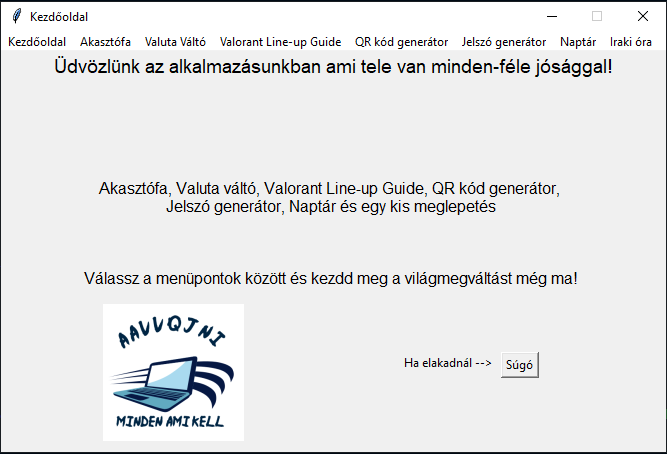 Kezdőoldal
Kezdőoldal Akasztófa Valuta Váltó Valorant Line-up Guide QR kód generátor Jelszó generátor Naptár Iraki óra
Üdvözlünk az alkalmazásunkban ami tele van minden-féle jósággal!
Akasztófa, Valuta váltó, Valorant Line-up Guide, QR kód generátor,
Jelszó generátor, Naptár és egy kis meglepetés
Válassz a menüpontok között és kezdd meg a világmegváltást még ma!
AAVVQJNI
MINDEN AMI KELL
Ha elakadnál --> Súgó